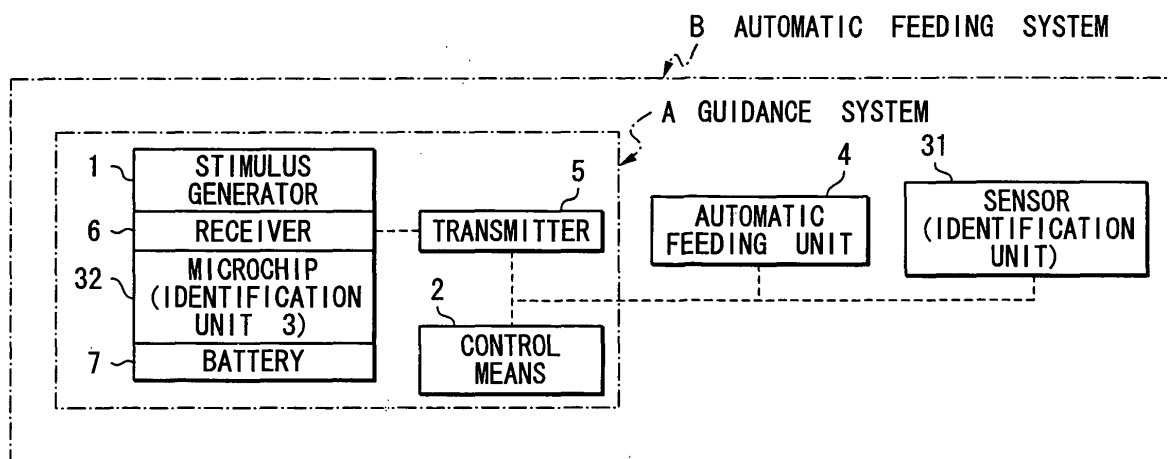 B AUTOMATIC FEEDING SYSTEM
A GUIDANCE SYSTEM
1
STIMULUS
GENERATOR
6
RECEIVER
32
MICROCHIP
(IDENTIFICATION
UNIT 3)
7
BATTERY
5
TRANSMITTER
2
CONTROL
MEANS
4
AUTOMATIC
FEEDING UNIT
31
SENSOR
(IDENTIFICATION
UNIT)